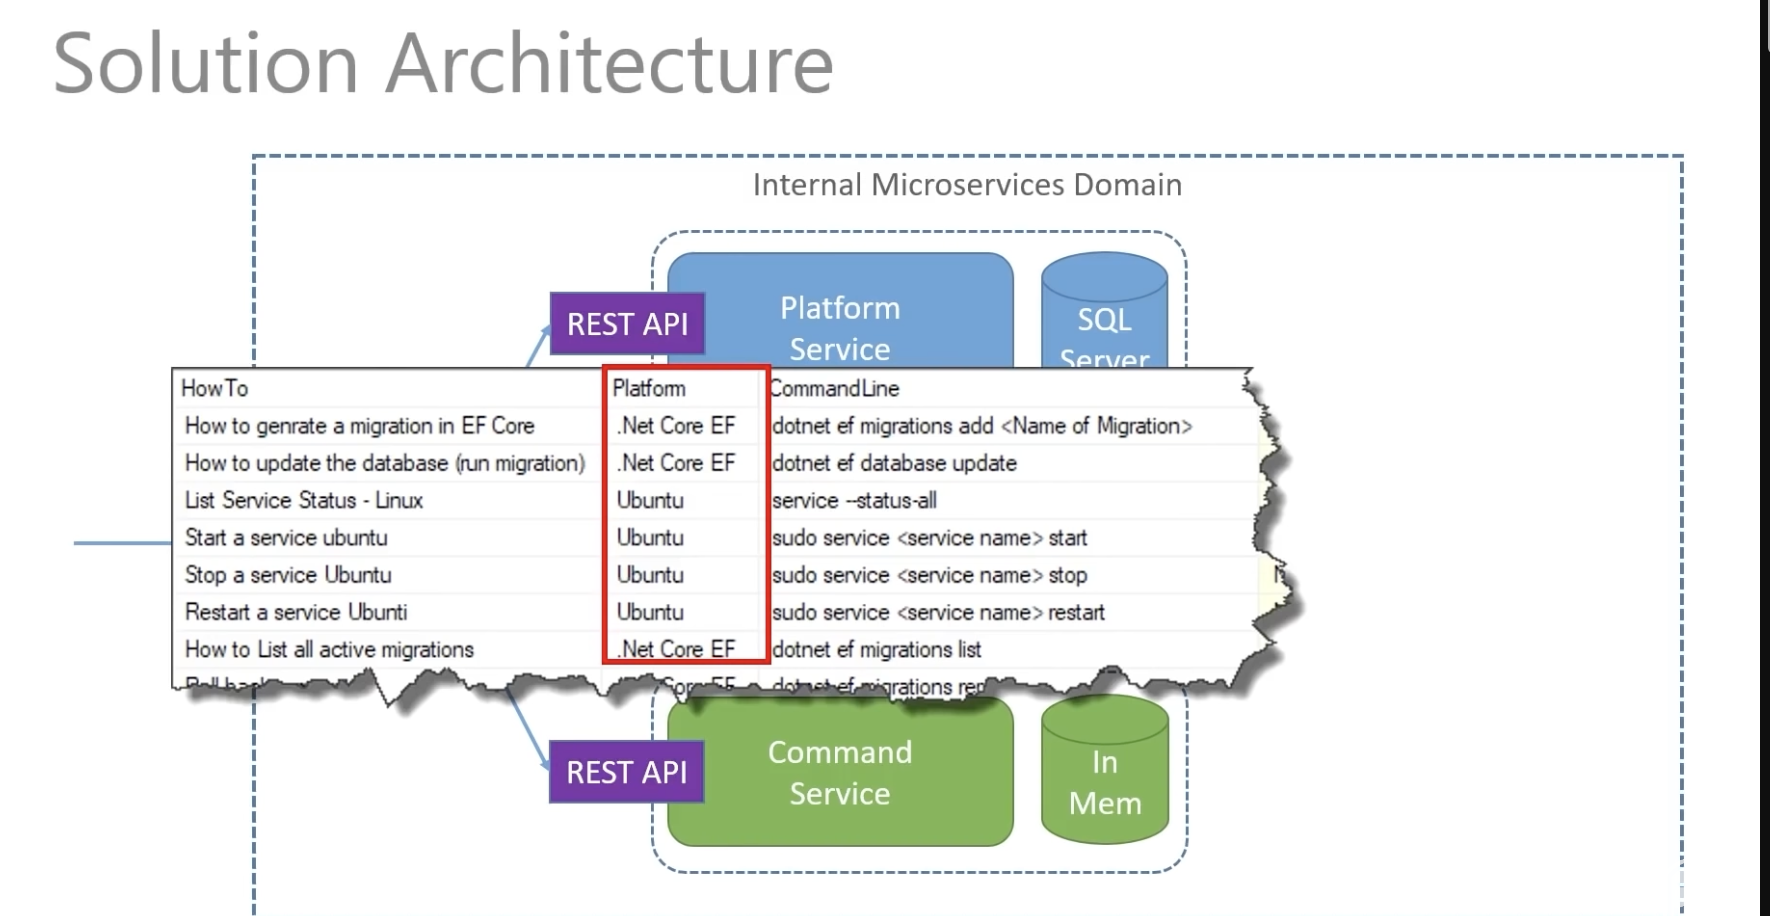 Solution Architecture
Internal Microservices Domain
REST API
Platform
Service
SQL
Server
HowTo Platform CommandLine
How to genrate a migration in EF Core .Net Core EF dotnet ef migrations add <Name of Migration>
How to update the database (run migration) .Net Core EF dotnet ef database update
List Service Status - Linux Ubuntu service --status-all
Start a service ubuntu Ubuntu sudo service <service name> start
Stop a service Ubuntu Ubuntu sudo service <service name> stop
Restart a service Ubunti Ubuntu sudo service <service name> restart
How to List all active migrations .Net Core EF dotnet ef migrations list
Core EF dotnet ef migrations
REST API
Command
Service
In
Mem